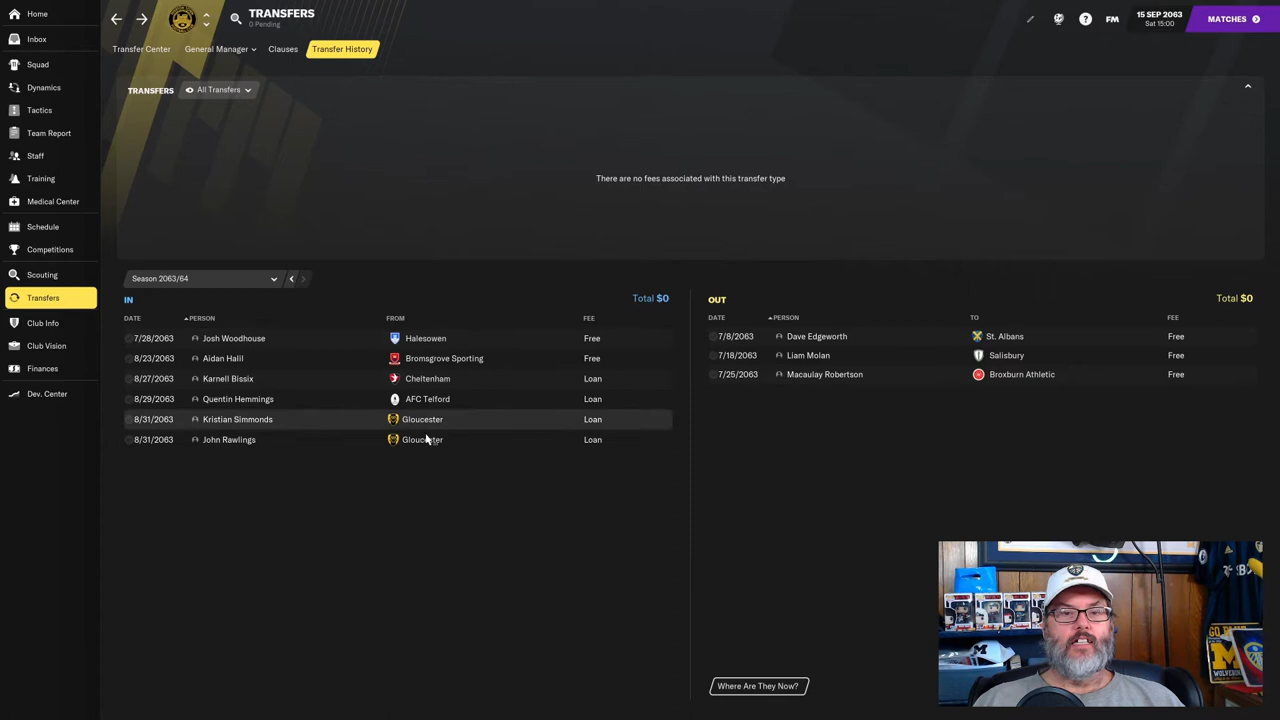 Home
TRANSFERS
0 Pending
15 SEP 2063
Sat 15:00
FM
MATCHES
Inbox
Transfer Center
General Manager
Clauses
Transfer History
Squad
Dynamics
TRANSFERS
All Transfers
Tactics
Team Report
Staff
Training
There are no fees associated with this transfer type
Medical Center
Schedule
Competitions
Scouting
Season 2063/64
Transfers
IN
Total $0
OUT
Total $0
DATE PERSON FROM FEE
DATE PERSON TO FEE
Club Info
7/28/2063 Josh Woodhouse Halesowen Free
7/8/2063 Dave Edgeworth St. Albans Free
Club Vision
8/23/2063 Aidan Halil Bromsgrove Sporting Free
7/18/2063 Liam Molan Salisbury Free
Finances
8/27/2063 Karnell Bissix Cheltenham Loan
7/25/2063 Macaulay Robertson Broxburn Athletic Free
Dev. Center
8/29/2063 Quentin Hemmings AFC Telford Loan
8/31/2063 Kristian Simmonds Gloucester Loan
8/31/2063 John Rawlings Gloucester Loan
Where Are They Now?
GO
M
WOLVERINES